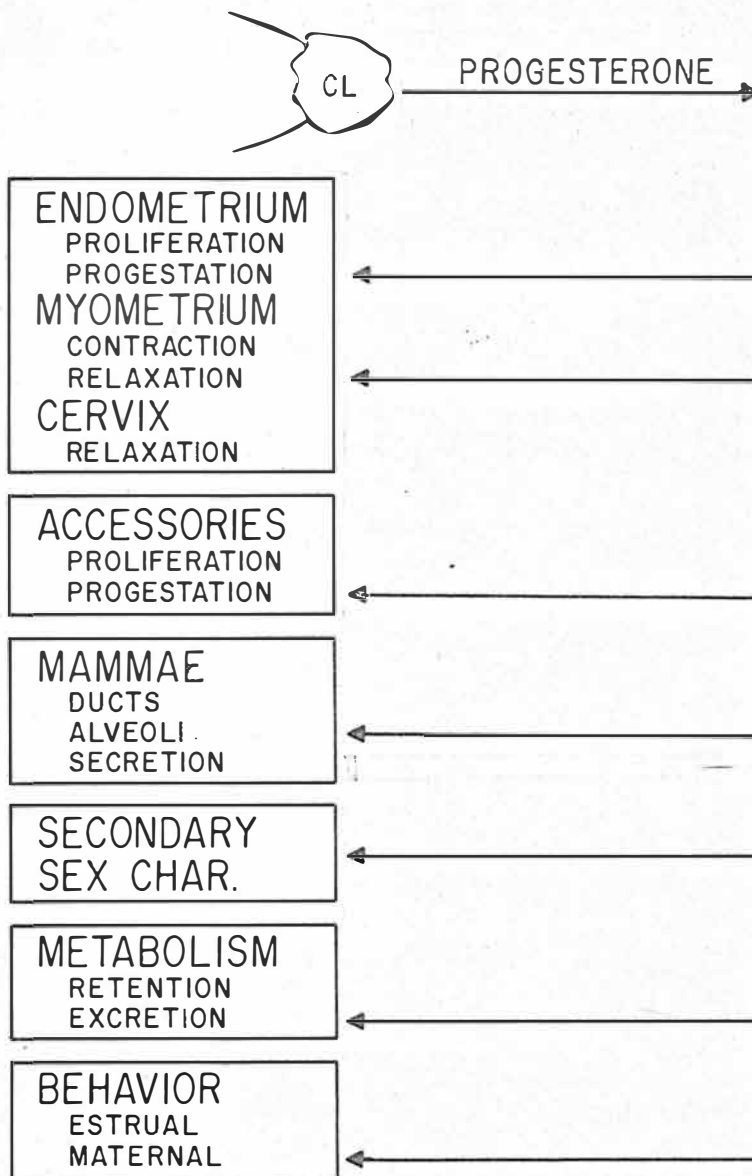 CL
PROGESTERONE
ENDOMETRIUM
PROLIFERATION
PROGESTATION
MYOMETRIUM
CONTRACTION
RELAXATION
CERVIX
RELAXATION
ACCESSORIES
PROLIFERATION
PROGESTATION
MAMMAE
DUCTS
ALVEOLI
SECRETION
SECONDARY
SEX CHAR.
METABOLISM
RETENTION
EXCRETION
BEHAVIOR
ESTRUAL
MATERNAL